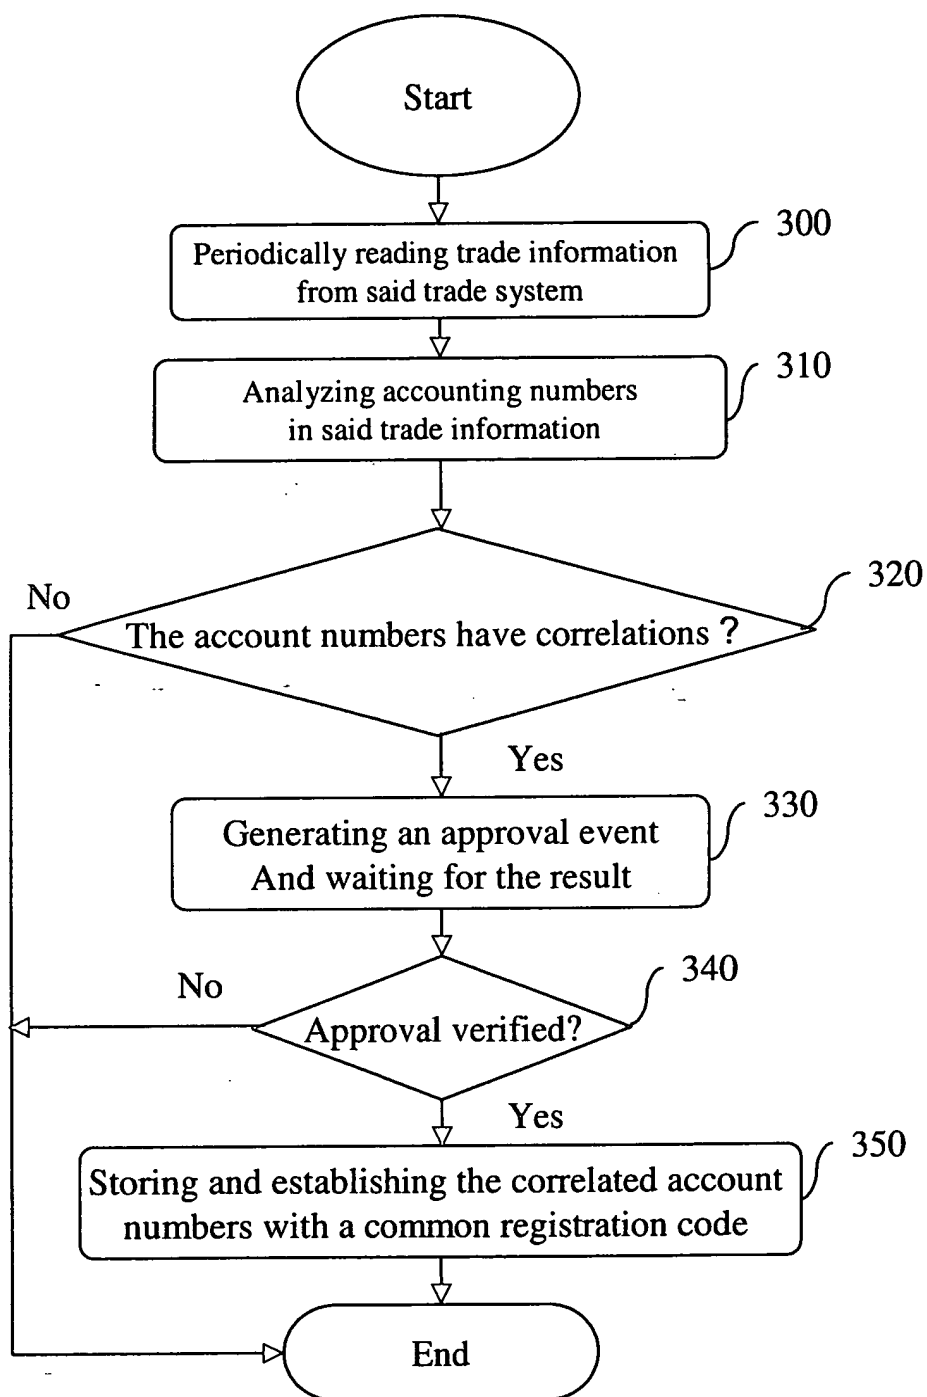 Start
300
Periodically reading trade information
from said trade system
310
Analyzing accounting numbers
in said trade information
320
No
The account numbers have correlations ?
Yes
330
Generating an approval event
And waiting for the result
340
No
Approval verified?
Yes
350
Storing and establishing the correlated account
numbers with a common registration code
End